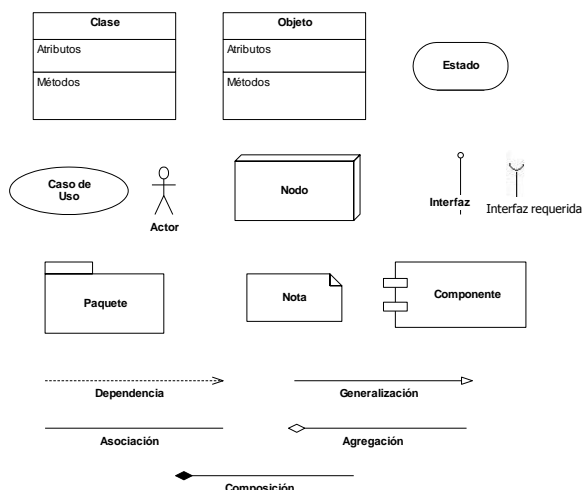 Clase
Atributos
Métodos
Objeto
Atributos
Métodos
Estado
Caso de
Uso
Actor
Nodo
Interfaz
Interfaz requerida
Paquete
Nota
Componente
Dependencia
Generalización
Asociación
Agregación
Composición